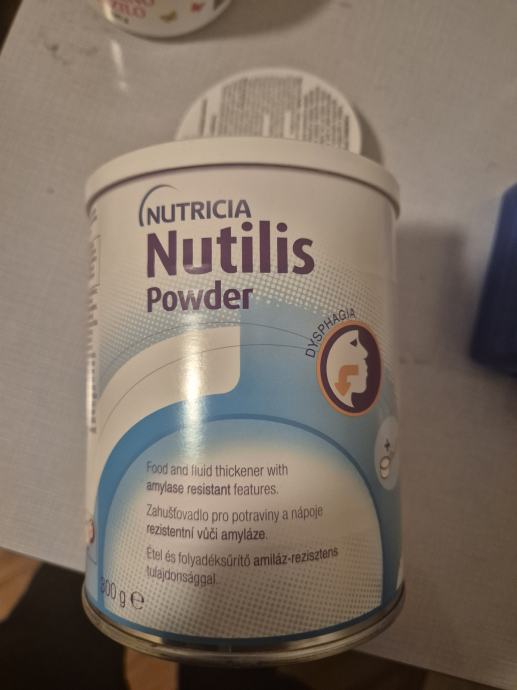 NUTRICIA
Nutilis
Powder
DYSPHAGIA
Food and fluid thickener with
amylase resistant features.
Zahušťovadlo pro potraviny a nápoje
rezistentní vůči amyláze.
Étel és folyadéksűrítő amiláz-rezisztens
tulajdonsággal.
300 g ℮